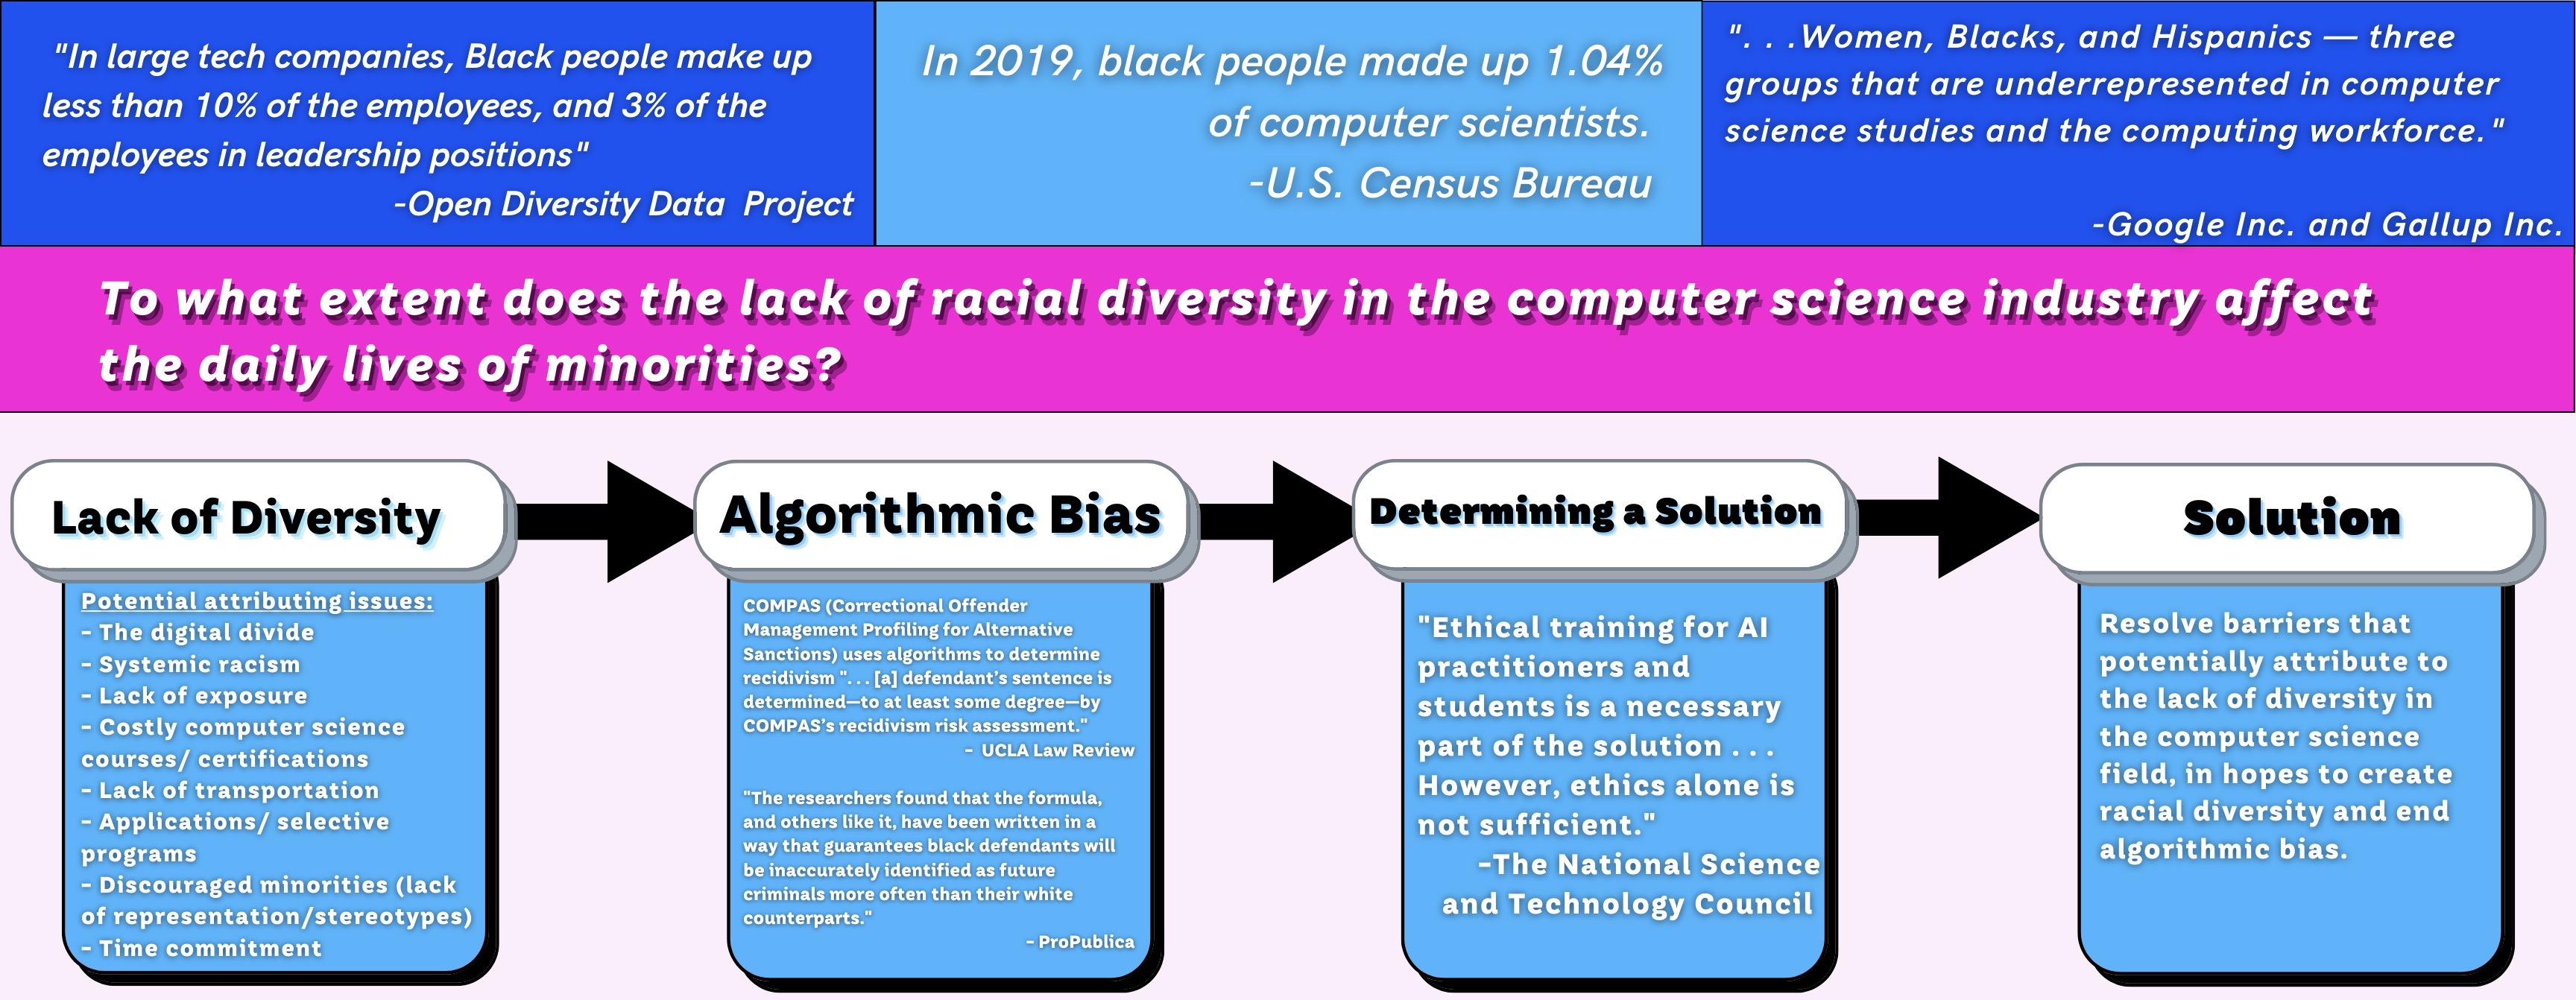 "In large tech companies, Black people make up
less than 10% of the employees, and 3% of the
employees in leadership positions"
-Open Diversity Data Project
In 2019, black people made up 1.04%
of computer scientists.
-U.S. Census Bureau
". . .Women, Blacks, and Hispanics — three
groups that are underrepresented in computer
science studies and the computing workforce."
-Google Inc. and Gallup Inc.
To what extent does the lack of racial diversity in the computer science industry affect
the daily lives of minorities?
Lack of Diversity
Potential attributing issues:
- The digital divide
- Systemic racism
- Lack of exposure
- Costly computer science
courses/ certifications
- Lack of transportation
- Applications/ selective
programs
- Discouraged minorities (lack
of representation/stereotypes)
- Time commitment
Algorithmic Bias
COMPAS (Correctional Offender
Management Profiling for Alternative
Sanctions) uses algorithms to determine
recidivism ". . . [a] defendant's sentence is
determined—to at least some degree—by
COMPAS's recidivism risk assessment."
- UCLA Law Review
"The researchers found that the formula,
and others like it, have been written in a
way that guarantees black defendants will
be inaccurately identified as future
criminals more often than their white
counterparts."
- ProPublica
Determining a Solution
"Ethical training for AI
practitioners and
students is a necessary
part of the solution . . .
However, ethics alone is
not sufficient."
-The National Science
and Technology Council
Solution
Resolve barriers that
potentially attribute to
the lack of diversity in
the computer science
field, in hopes to create
racial diversity and end
algorithmic bias.